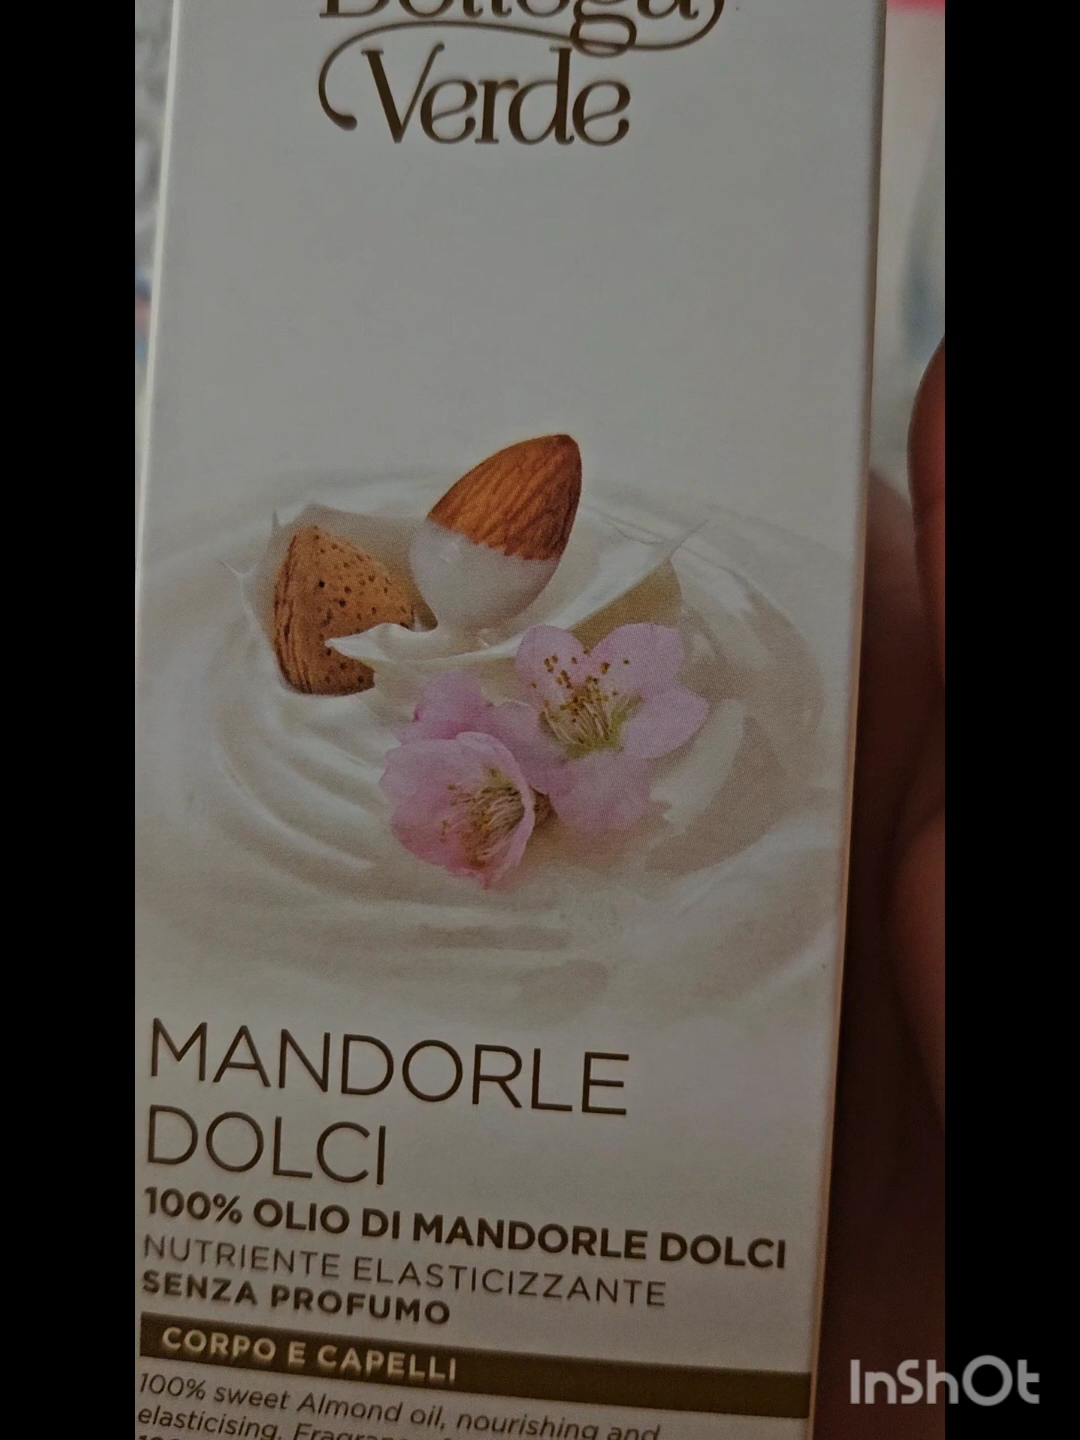 Bottega
Verde
MANDORLE
DOLCI
100% OLIO DI MANDORLE DOLCI
NUTRIENTE ELASTICIZZANTE
SENZA PROFUMO
CORPO E CAPELLI
100% sweet Almond oil, nourishing and
elasticising.
InShOt